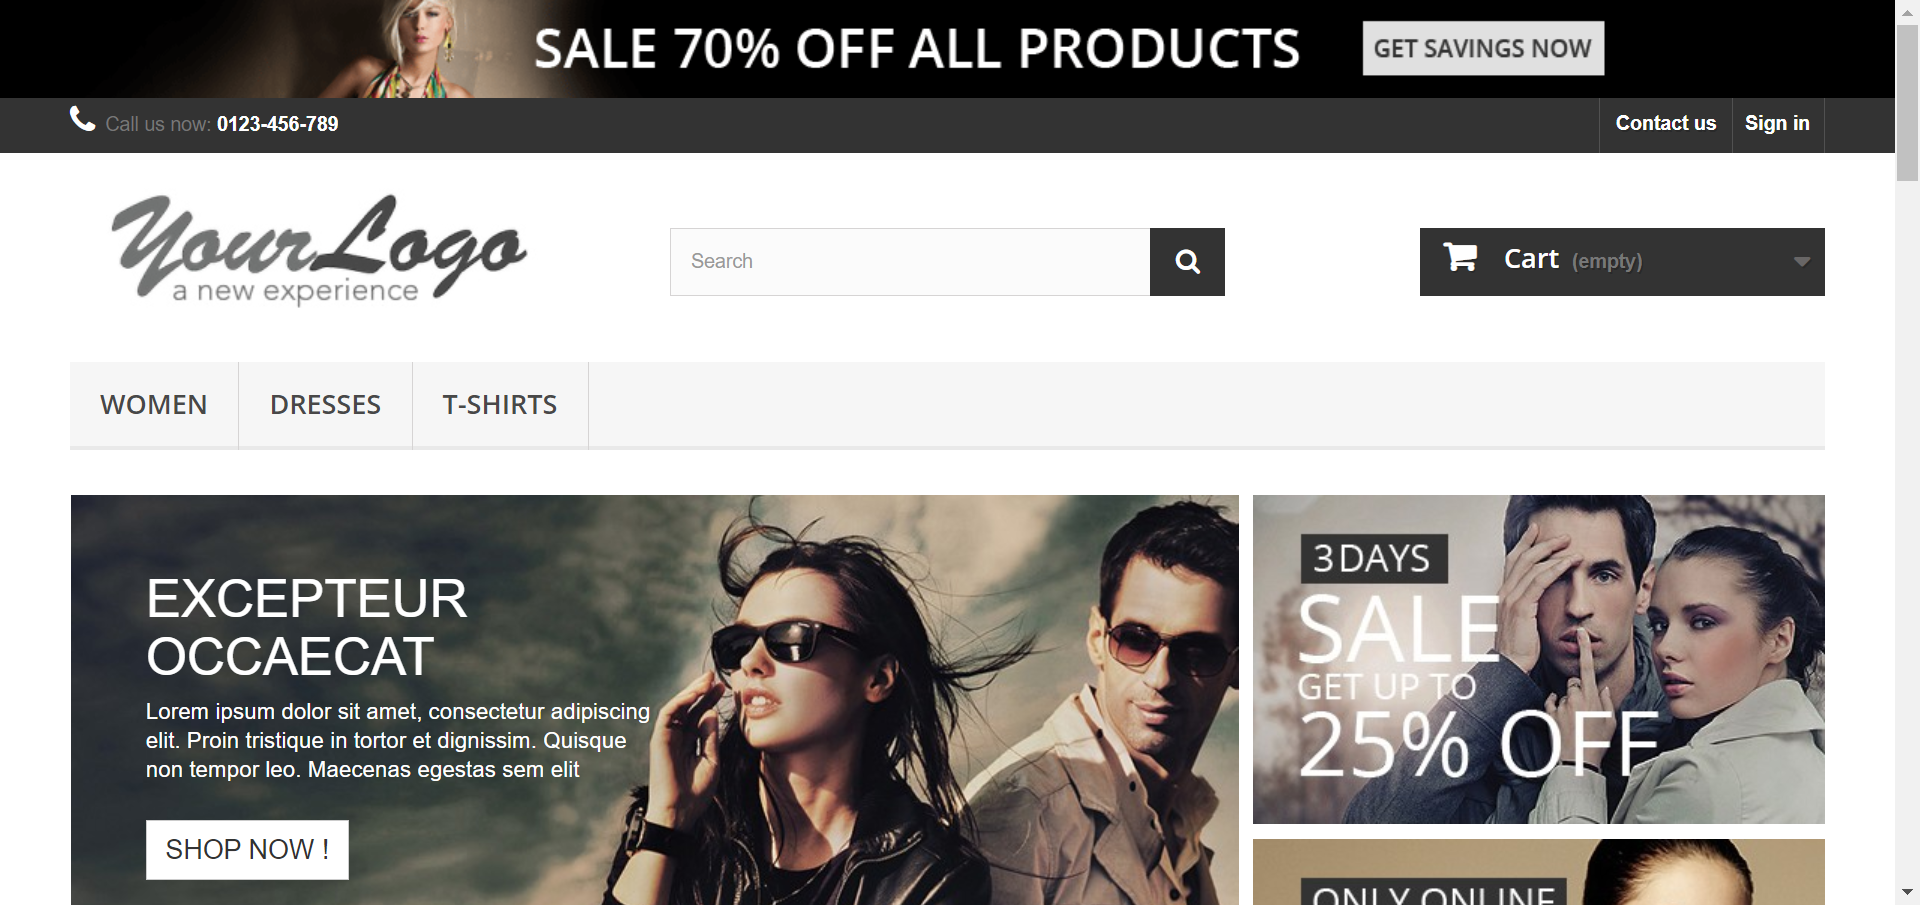 SALE 70% OFF ALL PRODUCTS
GET SAVINGS NOW
Call us now: 0123-456-789
Contact us
Sign in
YourLogo
a new experience
Search
Cart (empty)
WOMEN
DRESSES
T-SHIRTS
EXCEPTEUR
OCCAECAT
Lorem ipsum dolor sit amet, consectetur adipiscing
elit. Proin tristique in tortor et dignissim. Quisque
non tempor leo. Maecenas egestas sem elit
SHOP NOW !
3 DAYS
SALE
GET UP TO
25% OFF
ONLY ONLINE